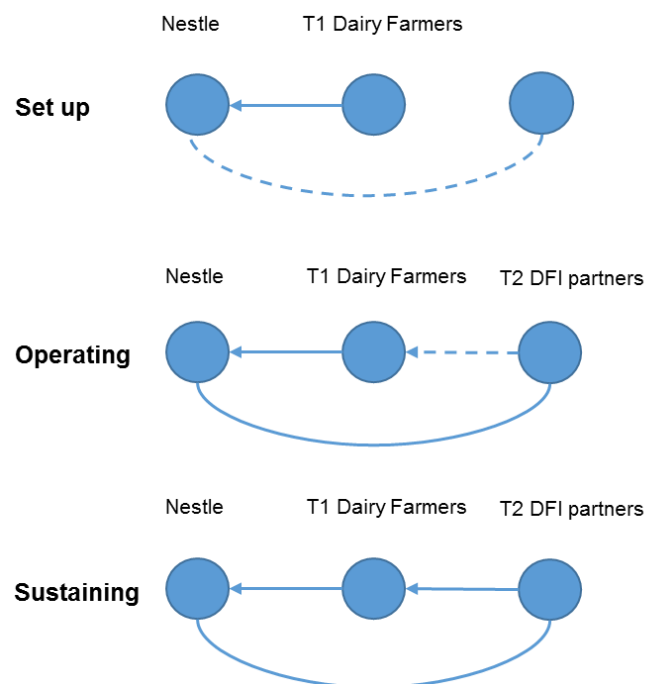 Nestle T1 Dairy Farmers
Set up
Nestle T1 Dairy Farmers T2 DFI partners
Operating
Nestle T1 Dairy Farmers T2 DFI partners
Sustaining